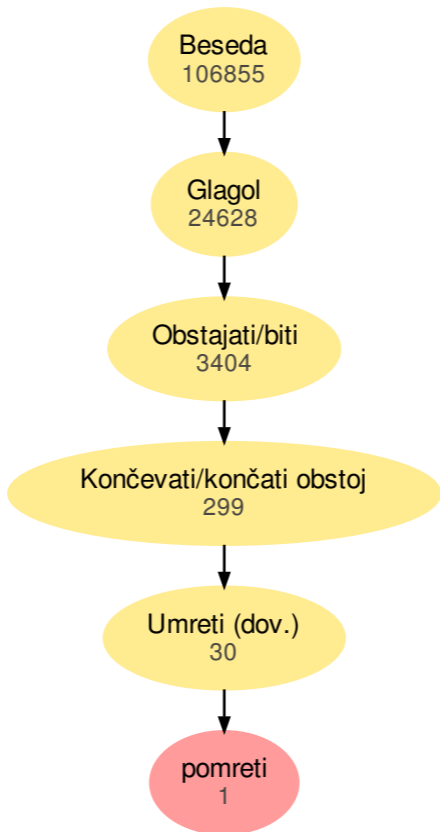 Beseda
106855
Glagol
24628
Obstajati/biti
3404
Končevati/končati obstoj
299
Umreti (dov.)
30
pomreti
1